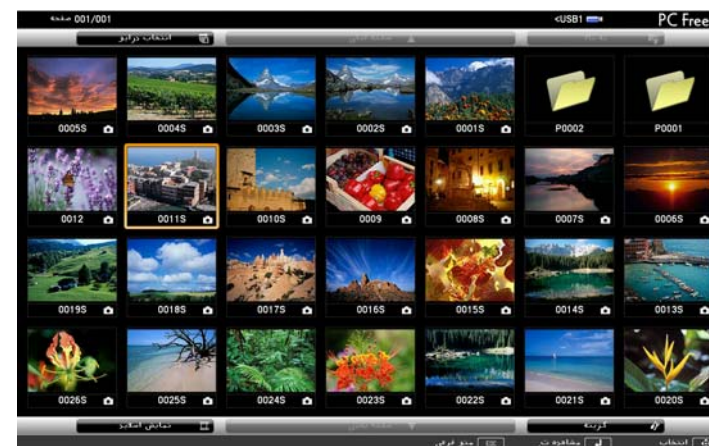 PC Free <USB1 صفحه 001/001
انتخاب درایو
P0001 P0002 0001S 0002S 0003S 0004S 0005S
0006S 0007S 0008S 0009 0010S 0011S 0012
0013S 0014S 0015S 0016S 0017S 0018S 0019S
0020S 0021S 0022S 0023S 0024S 0025S 0026S
گزینه نمایش اسلاید
انتخاب